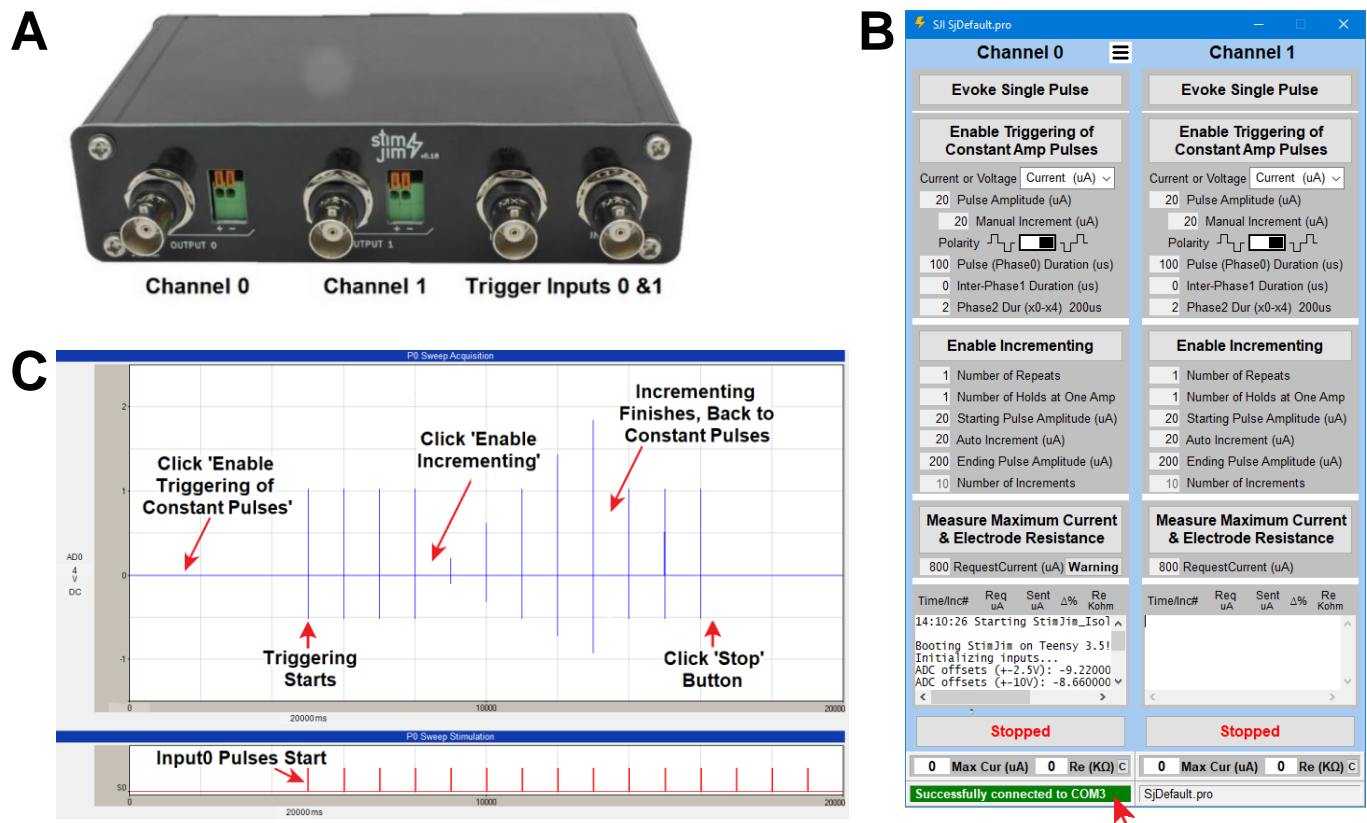 A
stim
jim v0.18
+ −
OUTPUT 0
+ −
OUTPUT 1
IN
Channel 0
Channel 1
Trigger Inputs 0 &1
B
SJI SjDefault.pro
Channel 0
Evoke Single Pulse
Enable Triggering of
Constant Amp Pulses
Current or Voltage Current (uA)
20 Pulse Amplitude (uA)
20 Manual Increment (uA)
Polarity
100 Pulse (Phase0) Duration (us)
0 Inter-Phase1 Duration (us)
2 Phase2 Dur (x0-x4) 200us
Enable Incrementing
1 Number of Repeats
1 Number of Holds at One Amp
20 Starting Pulse Amplitude (uA)
20 Auto Increment (uA)
200 Ending Pulse Amplitude (uA)
10 Number of Increments
Measure Maximum Current
& Electrode Resistance
800 RequestCurrent (uA) Warning
Time/Inc# Req uA Sent uA Δ% Re Kohm
14:10:26 Starting StimJim_Isol
Booting StimJim on Teensy 3.5!
Initializing inputs...
ADC offsets (+-2.5V): -9.22000
ADC offsets (+-10V): -8.660000
Stopped
0 Max Cur (uA) 0 Re (KΩ) C
Successfully connected to COM3
Channel 1
Evoke Single Pulse
Enable Triggering of
Constant Amp Pulses
Current or Voltage Current (uA)
20 Pulse Amplitude (uA)
20 Manual Increment (uA)
Polarity
100 Pulse (Phase0) Duration (us)
0 Inter-Phase1 Duration (us)
2 Phase2 Dur (x0-x4) 200us
Enable Incrementing
1 Number of Repeats
1 Number of Holds at One Amp
20 Starting Pulse Amplitude (uA)
20 Auto Increment (uA)
200 Ending Pulse Amplitude (uA)
10 Number of Increments
Measure Maximum Current
& Electrode Resistance
800 RequestCurrent (uA)
Time/Inc# Req uA Sent uA Δ% Re Kohm
Stopped
0 Max Cur (uA) 0 Re (KΩ) C
SjDefault.pro
C
P0 Sweep Acquisition
2
1
0
-1
AD0
4
V
DC
Click 'Enable
Triggering of
Constant Pulses'
Click 'Enable
Incrementing'
Incrementing
Finishes, Back to
Constant Pulses
Triggering
Starts
Click 'Stop'
Button
0 10000 20000
20000 ms
P0 Sweep Stimulation
Input0 Pulses Start
S0
0 10000 20000
20000 ms